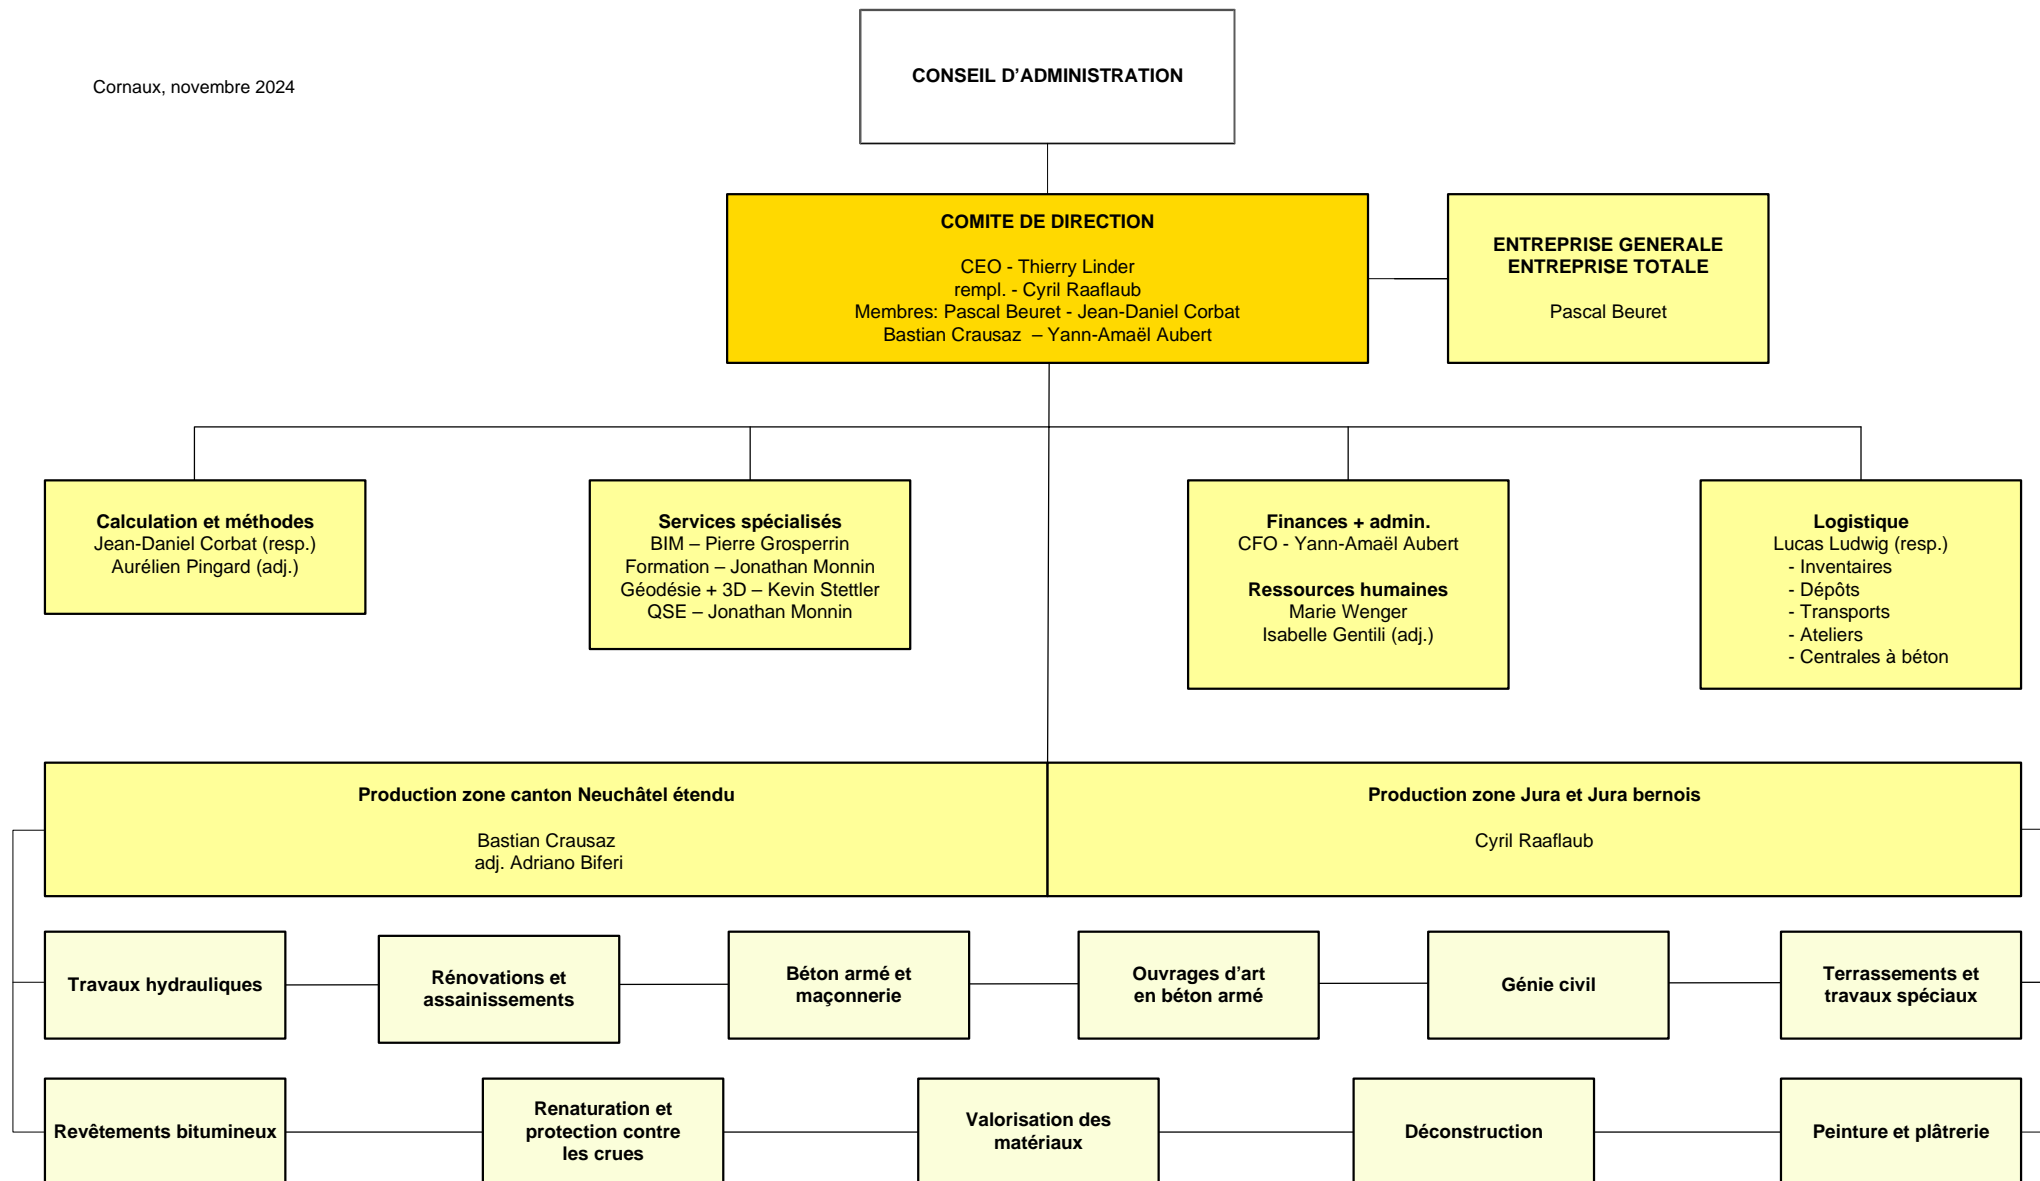 Cornaux, novembre 2024
CONSEIL D'ADMINISTRATION
COMITE DE DIRECTION
CEO - Thierry Linder
rempl. - Cyril Raaflaub
Membres: Pascal Beuret - Jean-Daniel Corbat
Bastian Crausaz – Yann-Amaël Aubert
ENTREPRISE GENERALE
ENTREPRISE TOTALE
Pascal Beuret
Calculation et méthodes
Jean-Daniel Corbat (resp.)
Aurélien Pingard (adj.)
Services spécialisés
BIM – Pierre Grosperrin
Formation – Jonathan Monnin
Géodésie + 3D – Kevin Stettler
QSE – Jonathan Monnin
Finances + admin.
CFO - Yann-Amaël Aubert
Ressources humaines
Marie Wenger
Isabelle Gentili (adj.)
Logistique
Lucas Ludwig (resp.)
- Inventaires
- Dépôts
- Transports
- Ateliers
- Centrales à béton
Production zone canton Neuchâtel étendu
Bastian Crausaz
adj. Adriano Biferi
Production zone Jura et Jura bernois
Cyril Raaflaub
Travaux hydrauliques
Rénovations et
assainissements
Béton armé et
maçonnerie
Ouvrages d'art
en béton armé
Génie civil
Terrassements et
travaux spéciaux
Revêtements bitumineux
Renaturation et
protection contre
les crues
Valorisation des
matériaux
Déconstruction
Peinture et plâtrerie